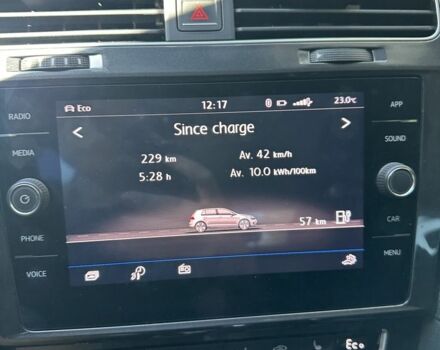 Eco 12:17 23.0°C
Since charge
229 km Av. 42 km/h
5:28 h Av. 10.0 kWh/100km
57 km
RADIO
MEDIA
PHONE
VOICE
APP
SOUND
CAR
MENU
Eco